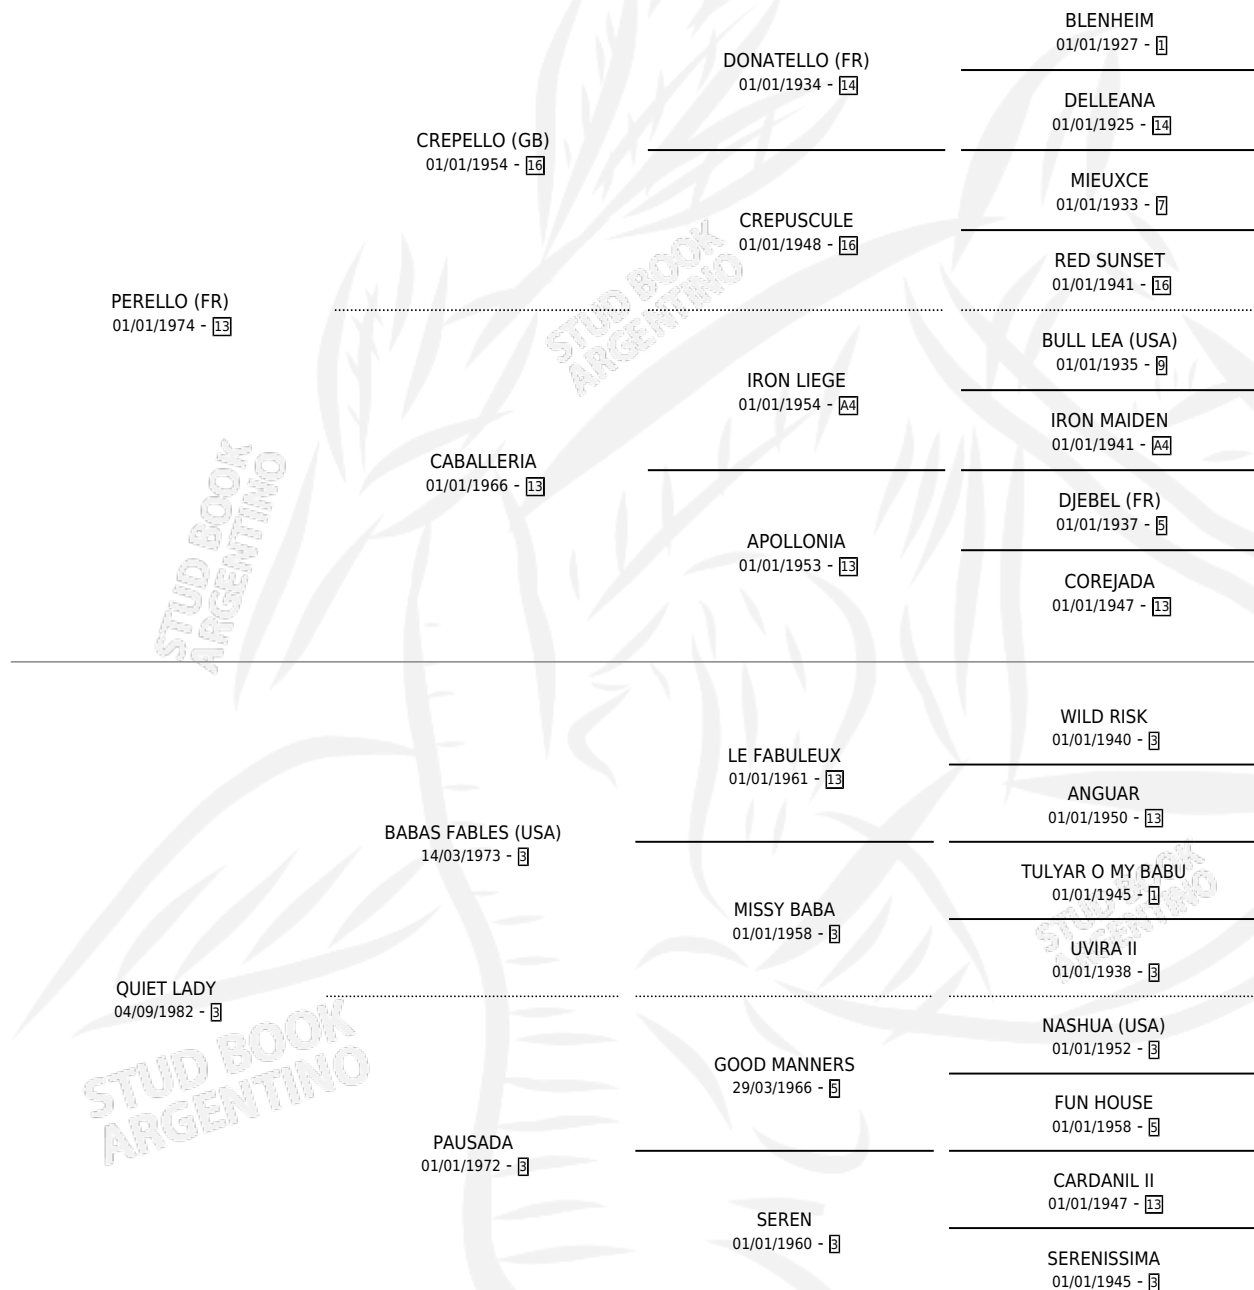 BLENHEIM
01/01/1927 - 1
DONATELLO (FR)
01/01/1934 - 14
DELLEANA
01/01/1925 - 14
CREPELLO (GB)
01/01/1954 - 16
MIEUXCE
01/01/1933 - 7
CREPUSCULE
01/01/1948 - 16
RED SUNSET
01/01/1941 - 16
PERELLO (FR)
01/01/1974 - 13
STUD BOOK
ARGENTINO
BULL LEA (USA)
01/01/1935 - 9
IRON LIEGE
01/01/1954 - A4
IRON MAIDEN
01/01/1941 - A4
CABALLERIA
01/01/1966 - 13
DJEBEL (FR)
01/01/1937 - 5
APOLLONIA
01/01/1953 - 13
COREJADA
01/01/1947 - 13
STUD BOOK
ARGENTINO
WILD RISK
01/01/1940 - 3
LE FABULEUX
01/01/1961 - 13
ANGUAR
01/01/1950 - 13
BABAS FABLES (USA)
14/03/1973 - 3
TULYAR O MY BABU
01/01/1945 - 1
MISSY BABA
01/01/1958 - 3
UVIRA II
01/01/1938 - 3
STUD BOOK
ARGENTINO
QUIET LADY
04/09/1982 - 3
STUD BOOK
ARGENTINO
NASHUA (USA)
01/01/1952 - 3
GOOD MANNERS
29/03/1966 - 5
FUN HOUSE
01/01/1958 - 5
PAUSADA
01/01/1972 - 3
CARDANIL II
01/01/1947 - 13
SEREN
01/01/1960 - 3
SERENISSIMA
01/01/1945 - 3